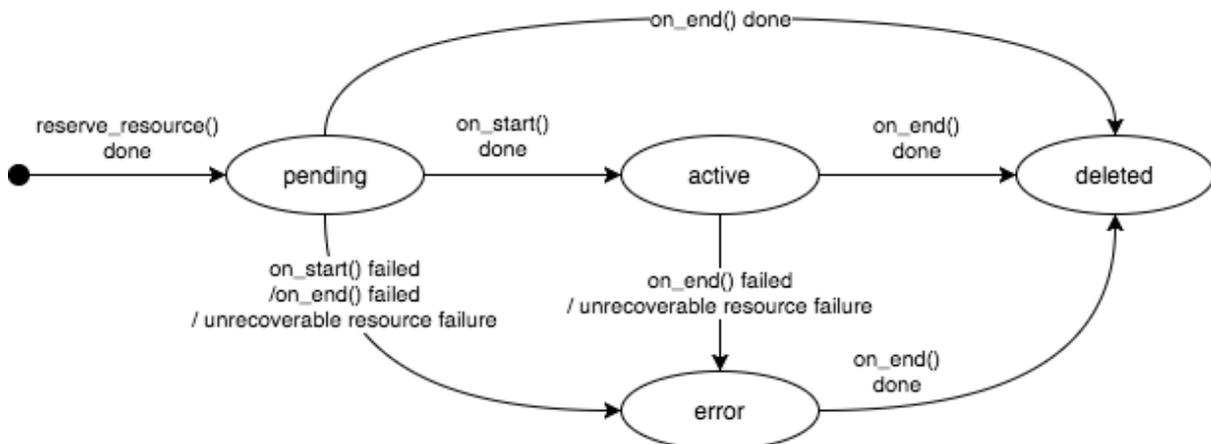 on_end() done
reserve_resource()
done
on_start()
done
on_end()
done
pending
active
deleted
on_start() failed
/on_end() failed
/ unrecoverable resource failure
on_end() failed
/ unrecoverable resource failure
on_end()
done
error